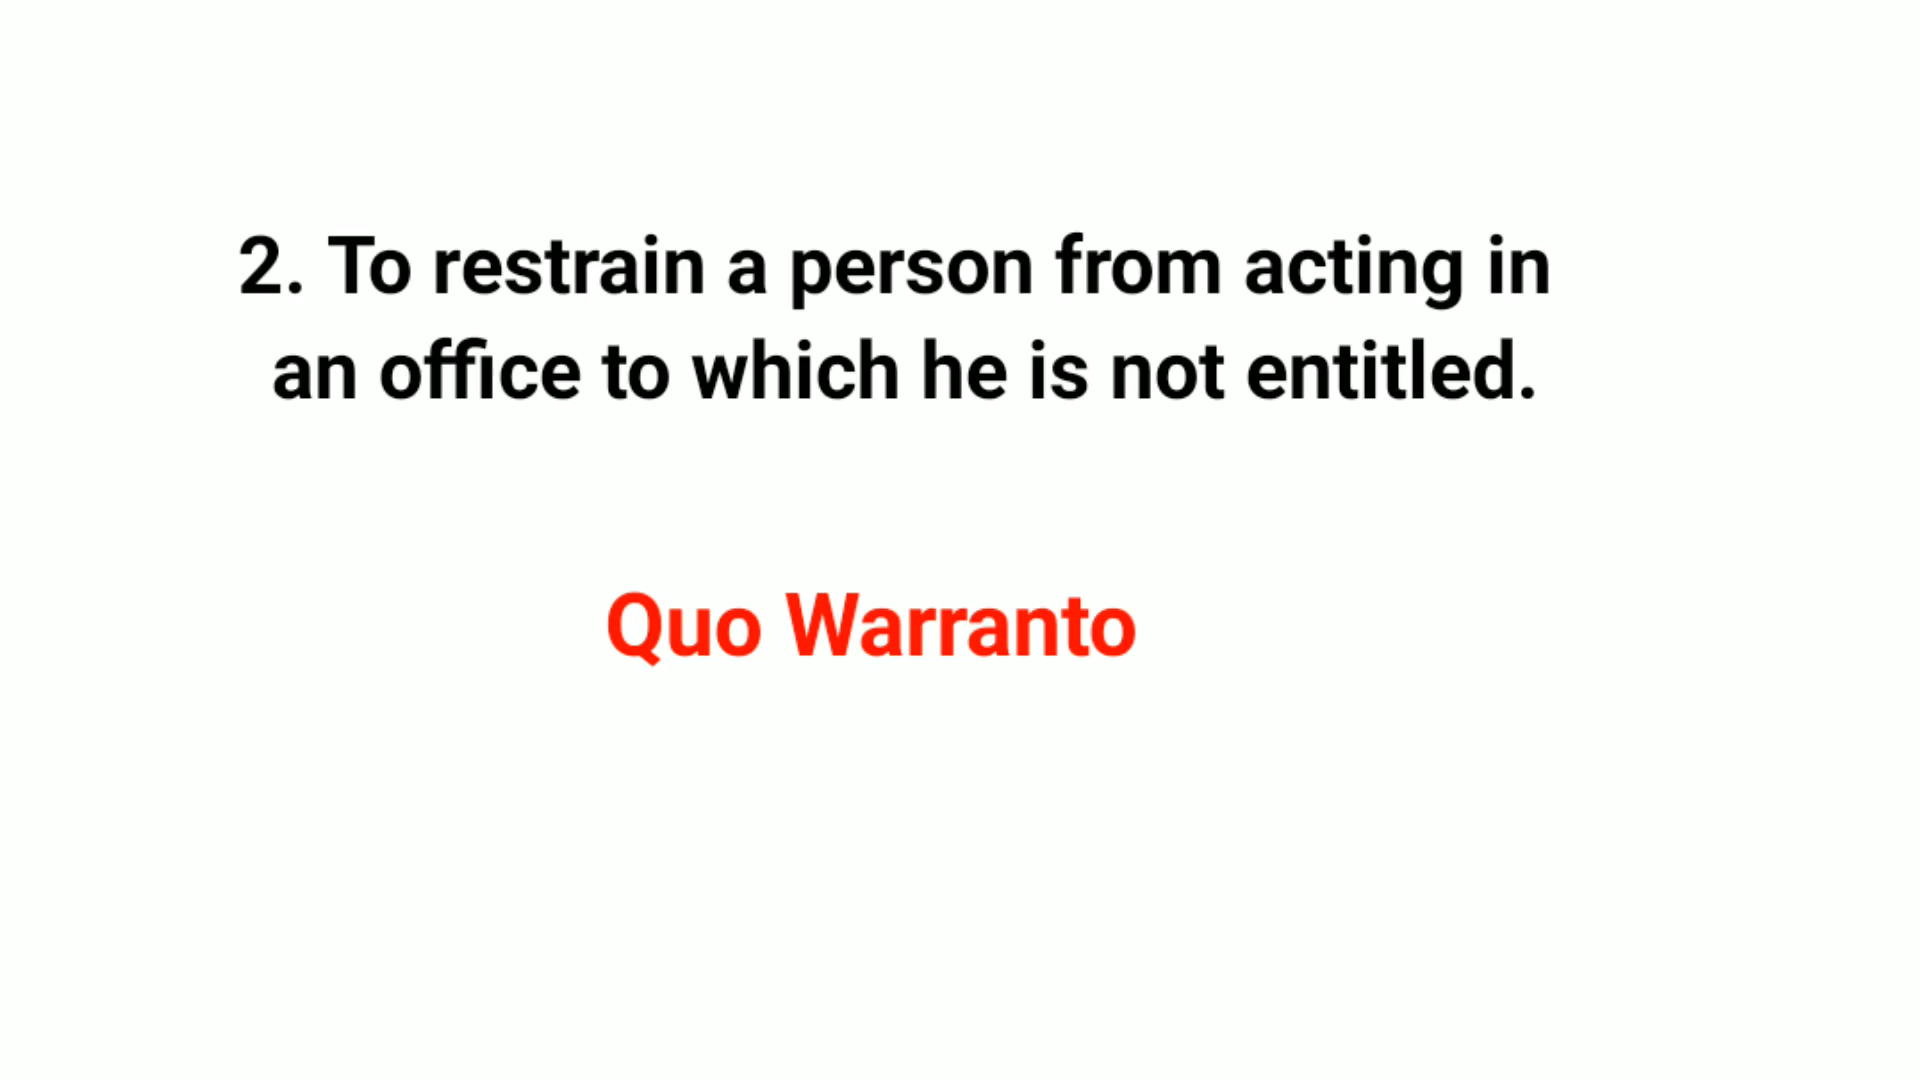 2. To restrain a person from acting in
an office to which he is not entitled.
Quo Warranto